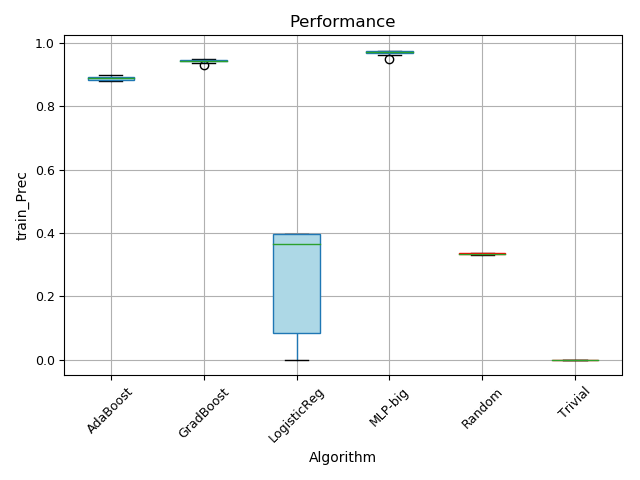 Performance
train_Prec
1.0
0.8
0.6
0.4
0.2
0.0
AdaBoost
GradBoost
LogisticReg
MLP-big
Random
Trivial
Algorithm